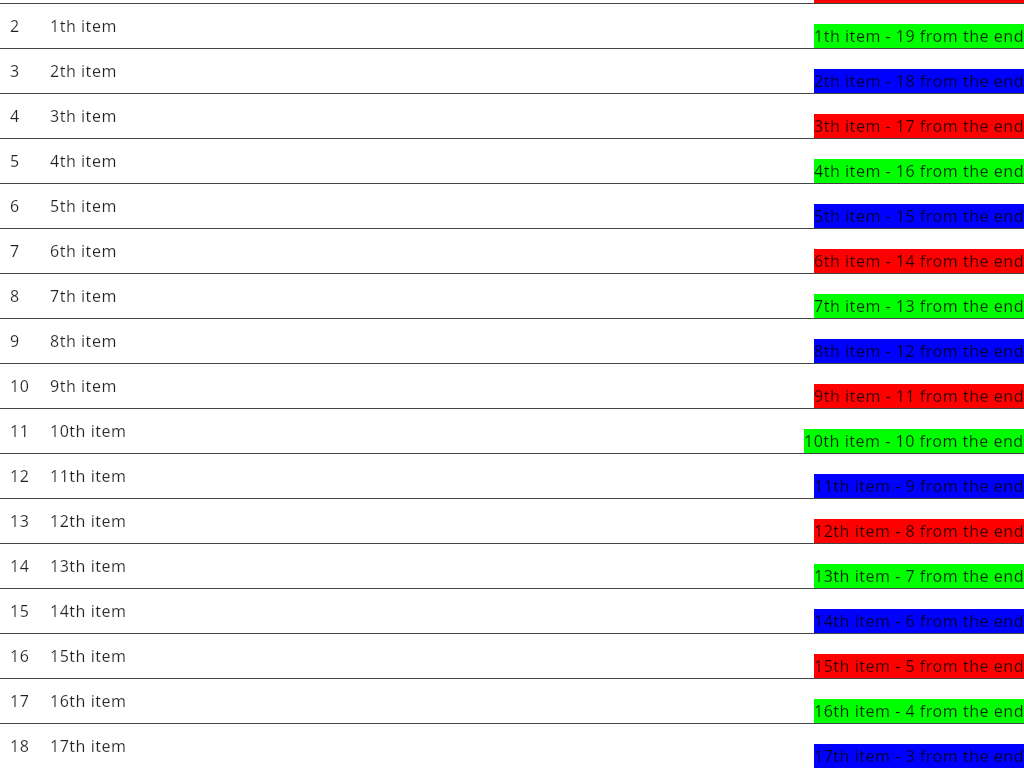 2 1th item 1th item - 19 from the end
3 2th item 2th item - 18 from the end
4 3th item 3th item - 17 from the end
5 4th item 4th item - 16 from the end
6 5th item 5th item - 15 from the end
7 6th item 6th item - 14 from the end
8 7th item 7th item - 13 from the end
9 8th item 8th item - 12 from the end
10 9th item 9th item - 11 from the end
11 10th item 10th item - 10 from the end
12 11th item 11th item - 9 from the end
13 12th item 12th item - 8 from the end
14 13th item 13th item - 7 from the end
15 14th item 14th item - 6 from the end
16 15th item 15th item - 5 from the end
17 16th item 16th item - 4 from the end
18 17th item 17th item - 3 from the end